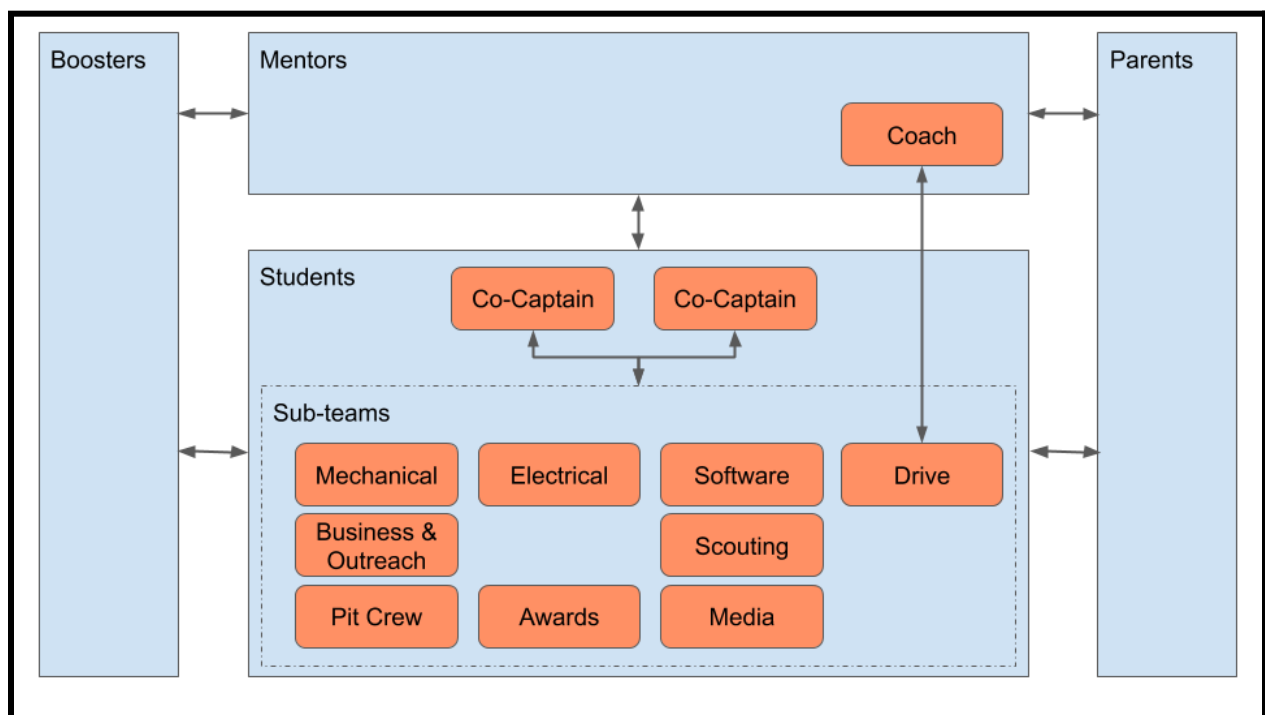 Boosters
Mentors
Parents
Coach
Students
Co-Captain
Co-Captain
Sub-teams
Mechanical
Electrical
Software
Drive
Business &
Outreach
Scouting
Pit Crew
Awards
Media